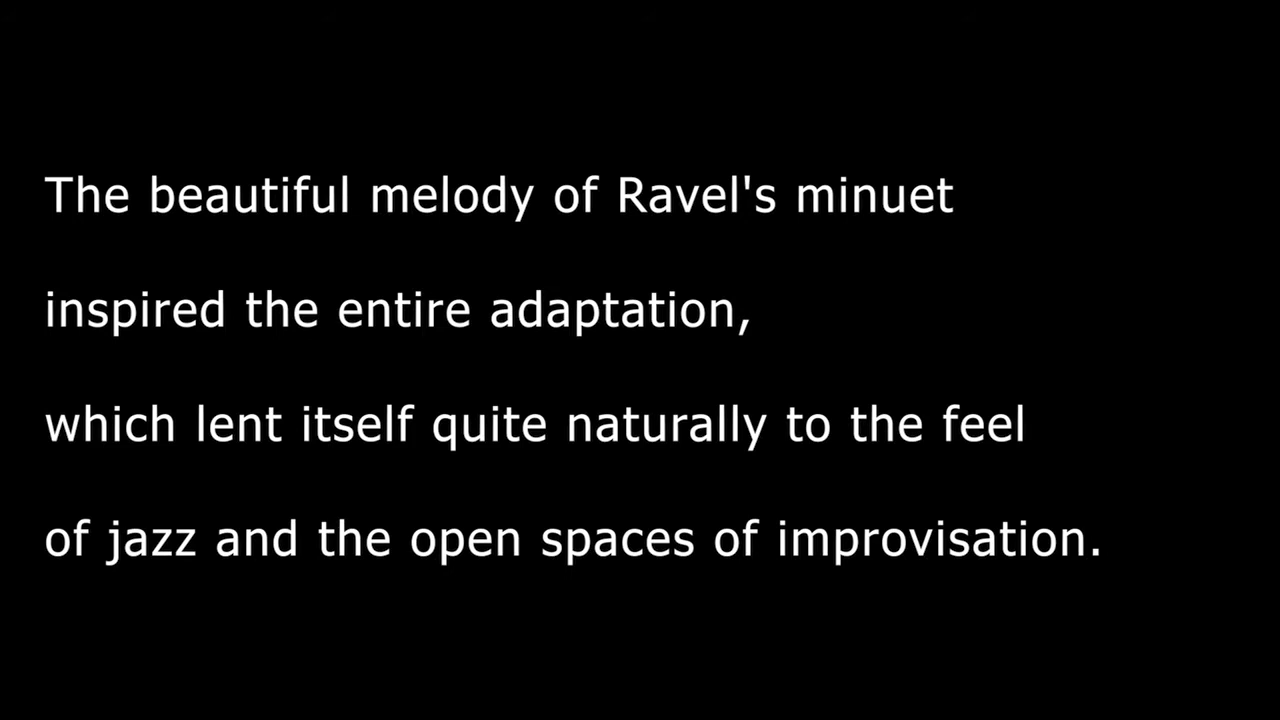 The beautiful melody of Ravel's minuet
inspired the entire adaptation,
which lent itself quite naturally to the feel
of jazz and the open spaces of improvisation.